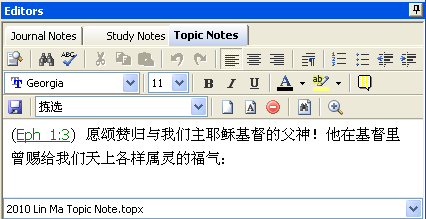 Editors
Journal Notes Study Notes Topic Notes
Georgia 11 B I U A ab
拣选
(Eph 1:3) 愿颂赞归与我们主耶稣基督的父神！他在基督里
曾赐给我们天上各样属灵的福气：
2010 Lin Ma Topic Note.topx